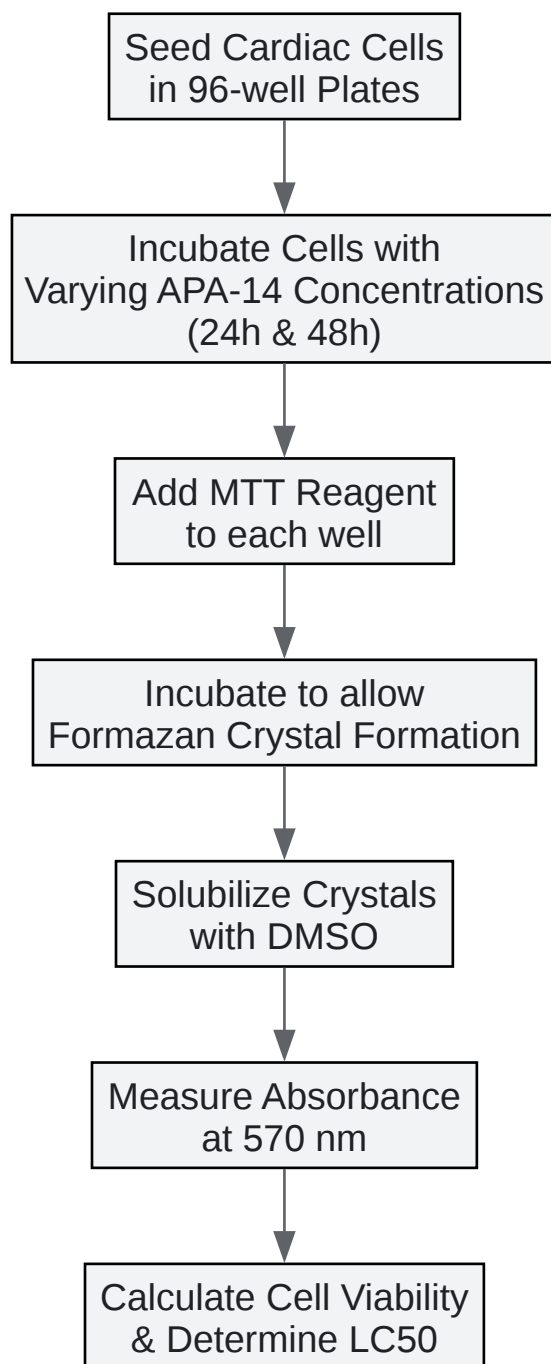 Seed Cardiac Cells
in 96-well Plates
Incubate Cells with
Varying APA-14 Concentrations
(24h & 48h)
Add MTT Reagent
to each well
Incubate to allow
Formazan Crystal Formation
Solubilize Crystals
with DMSO
Measure Absorbance
at 570 nm
Calculate Cell Viability
& Determine LC50